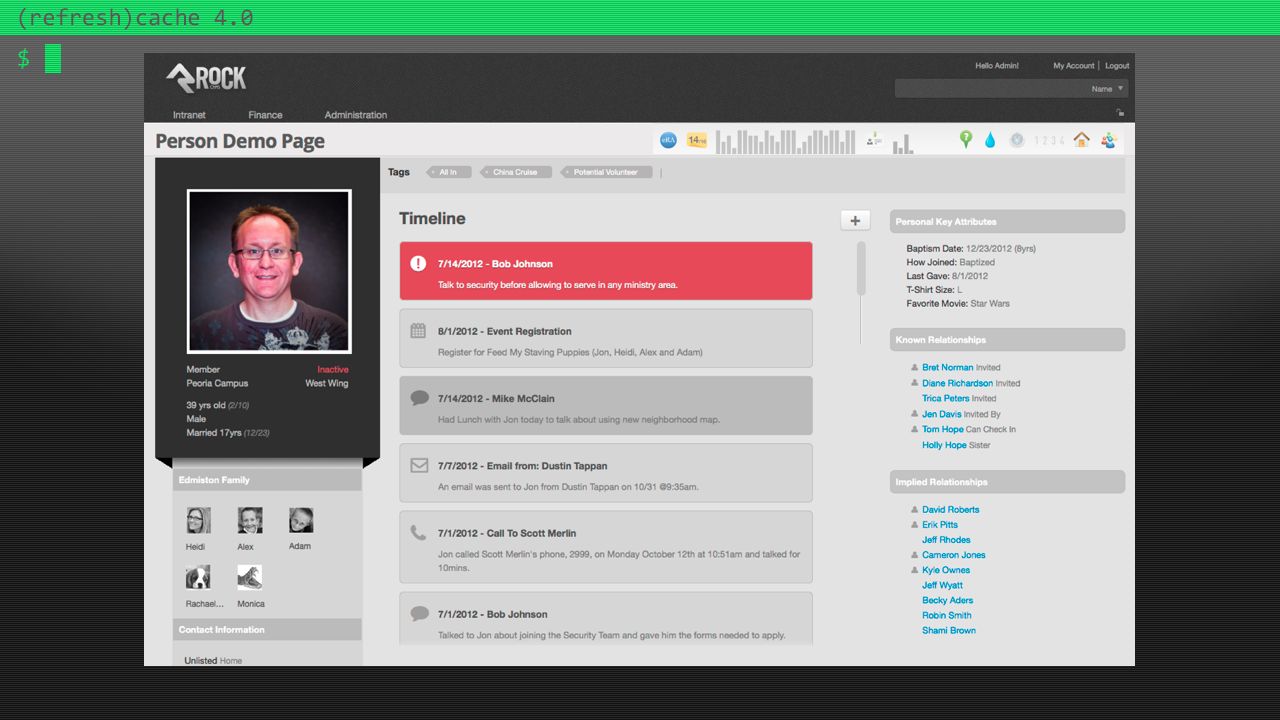 (refresh)cache 4.0
$
ROCK
Hello Admin! My Account | Logout
Name
Intranet Finance Administration
Person Demo Page
14
1 2 3 4
Tags All In China Cruise Potential Volunteer
Member Inactive
Peoria Campus West Wing
39 yrs old (2/10)
Male
Married 17yrs (12/23)
Edmiston Family
Heidi Alex Adam
Rachael... Monica
Contact Information
Unlisted Home
Timeline
+
7/14/2012 - Bob Johnson
Talk to security before allowing to serve in any ministry area.
8/1/2012 - Event Registration
Register for Feed My Staving Puppies (Jon, Heidi, Alex and Adam)
7/14/2012 - Mike McClain
Had Lunch with Jon today to talk about using new neighborhood map.
7/7/2012 - Email from: Dustin Tappan
An email was sent to Jon from Dustin Tappan on 10/31 @9:35am.
7/1/2012 - Call To Scott Merlin
Jon called Scott Merlin's phone, 2999, on Monday October 12th at 10:51am and talked for
10mins.
7/1/2012 - Bob Johnson
Talked to Jon about joining the Security Team and gave him the forms needed to apply.
Personal Key Attributes
Baptism Date: 12/23/2012 (8yrs)
How Joined: Baptized
Last Gave: 8/1/2012
T-Shirt Size: L
Favorite Movie: Star Wars
Known Relationships
Bret Norman Invited
Diane Richardson Invited
Trica Peters Invited
Jen Davis Invited By
Tom Hope Can Check In
Holly Hope Sister
Implied Relationships
David Roberts
Erik Pitts
Jeff Rhodes
Cameron Jones
Kyle Ownes
Jeff Wyatt
Becky Aders
Robin Smith
Shami Brown